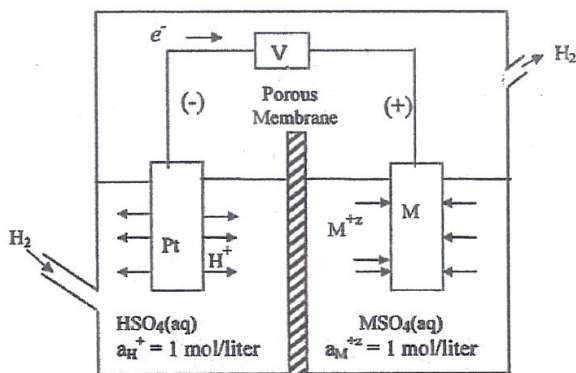 e⁻
V
H₂
(-)
Porous
Membrane
(+)
H₂
Pt
H⁺
M⁺ᶻ
M
HSO₄(aq)
a_H⁺ = 1 mol/liter
MSO₄(aq)
a_M⁺ᶻ = 1 mol/liter